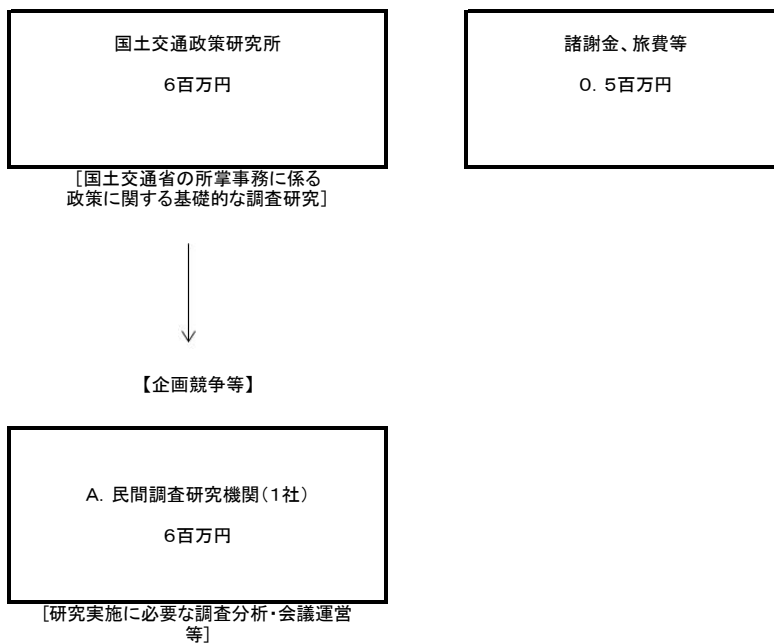 国土交通政策研究所
6百万円
諸謝金、旅費等
0．5百万円
［国土交通省の所掌事務に係る
政策に関する基礎的な調査研究］
【企画競争等】
A．民間調査研究機関（1社）
6百万円
［研究実施に必要な調査分析・会議運営
等］